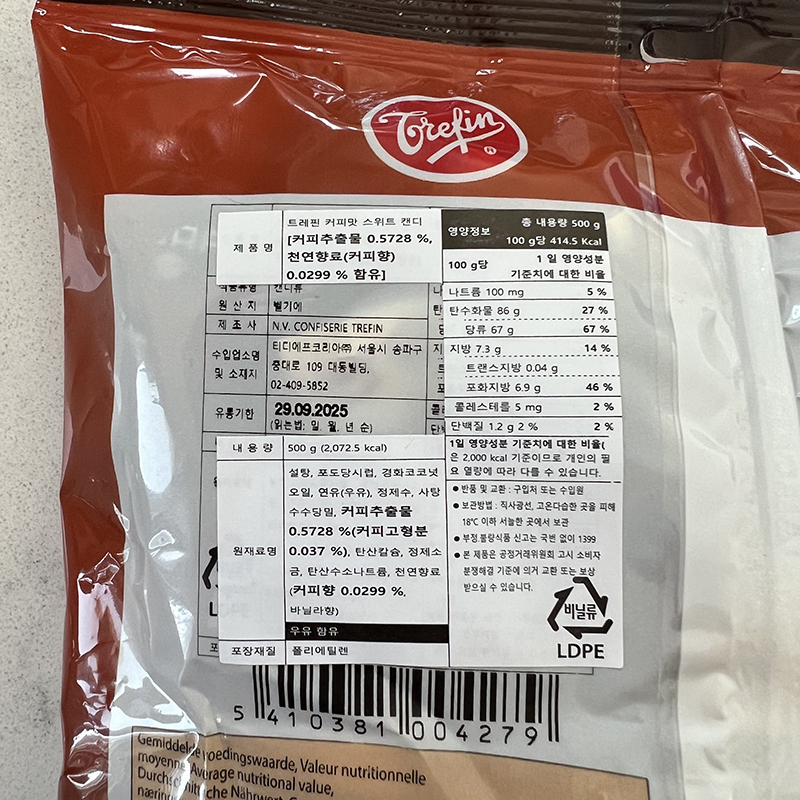 Trefin
제 품 명
트레핀 커피맛 스위트 캔디
[커피추출물 0.5728 %,
천연향료(커피향)
0.0299 % 함유]
캔디류
원 산 지 벨기에
제 조 사 N.V. CONFISERIE TREFIN
수입업소명
및 소재지
티디에프코리아㈜ 서울시 송파구
중대로 109 대동빌딩,
02-409-5852
유통기한
29.09.2025
(읽는법: 일. 월. 년 순)
내 용 량 500 g (2,072.5 kcal)
원재료명
설탕, 포도당시럽, 경화코코넛
오일, 연유(우유), 정제수, 사탕
수수당밀, 커피추출물
0.5728 %(커피고형분
0.037 %), 탄산칼슘, 정제소
금, 탄산수소나트륨, 천연향료
(커피향 0.0299 %,
바닐라향)
우유 함유
포장재질 폴리에틸렌
영양정보
총 내용량 500 g
100 g당 414.5 Kcal
100 g당
1 일 영양성분
기준치에 대한 비율
나트륨 100 mg 5 %
탄수화물 86 g 27 %
당류 67 g 67 %
지방 7.3 g 14 %
트랜스지방 0.04 g
포화지방 6.9 g 46 %
콜레스테롤 5 mg 2 %
단백질 1.2 g 2 % 2 %
1일 영양성분 기준치에 대한 비율(
은 2,000 kcal 기준이므로 개인의 필
요 열량에 따라 다를 수 있습니다.
● 반품 및 교환 : 구입처 또는 수입원
● 보관방법 : 직사광선, 고온다습한 곳을 피해
18℃ 이하 서늘한 곳에서 보관
● 부정.불량식품 신고는 국번 없이 1399
● 본 제품은 공정거래위원회 고시 소비자
분쟁해결 기준에 의거 교환 또는 보상
받으실 수 있습니다.
비닐류
LDPE
5 410381 004279
Gemiddelde voedingswaarde, Valeur nutritionnelle
moyenne, Average nutritional value,